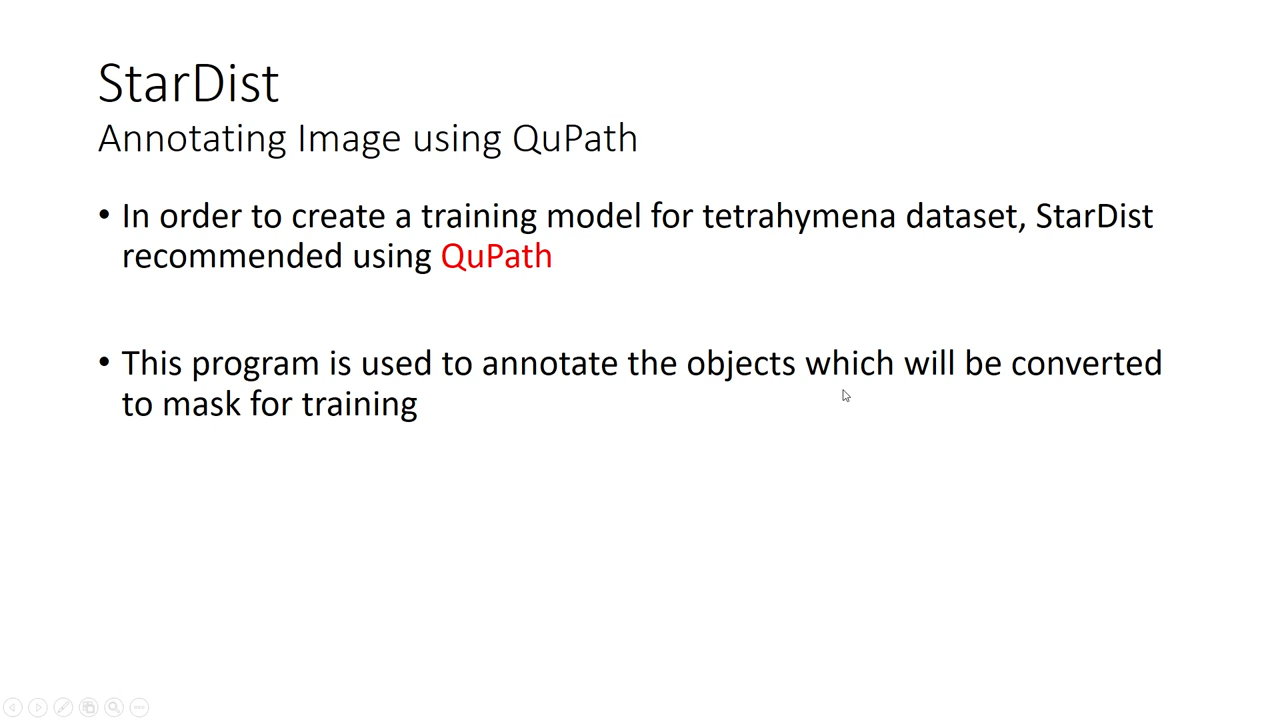 StarDist
Annotating Image using QuPath
• In order to create a training model for tetrahymena dataset, StarDist
recommended using QuPath
• This program is used to annotate the objects which will be converted
to mask for training